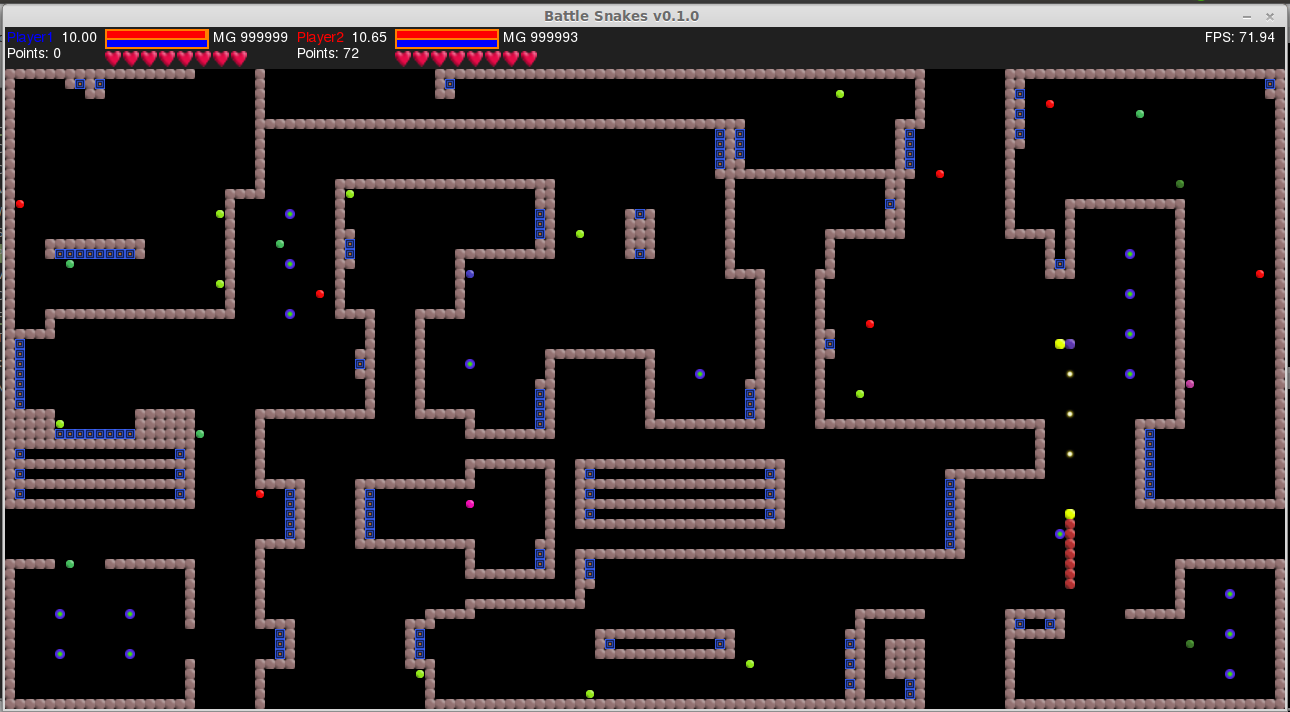 Battle Snakes v0.1.0
Player1 10.00 MG 999999 Player2 10.65 MG 999993 FPS: 71.94
Points: 0 Points: 72